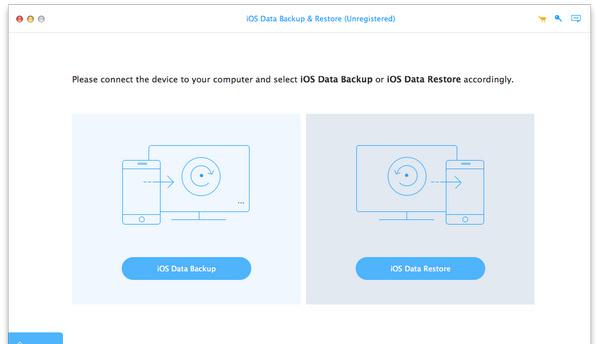 iOS Data Backup & Restore (Unregistered)
Please connect the device to your computer and select iOS Data Backup or iOS Data Restore accordingly.
iOS Data Backup
iOS Data Restore